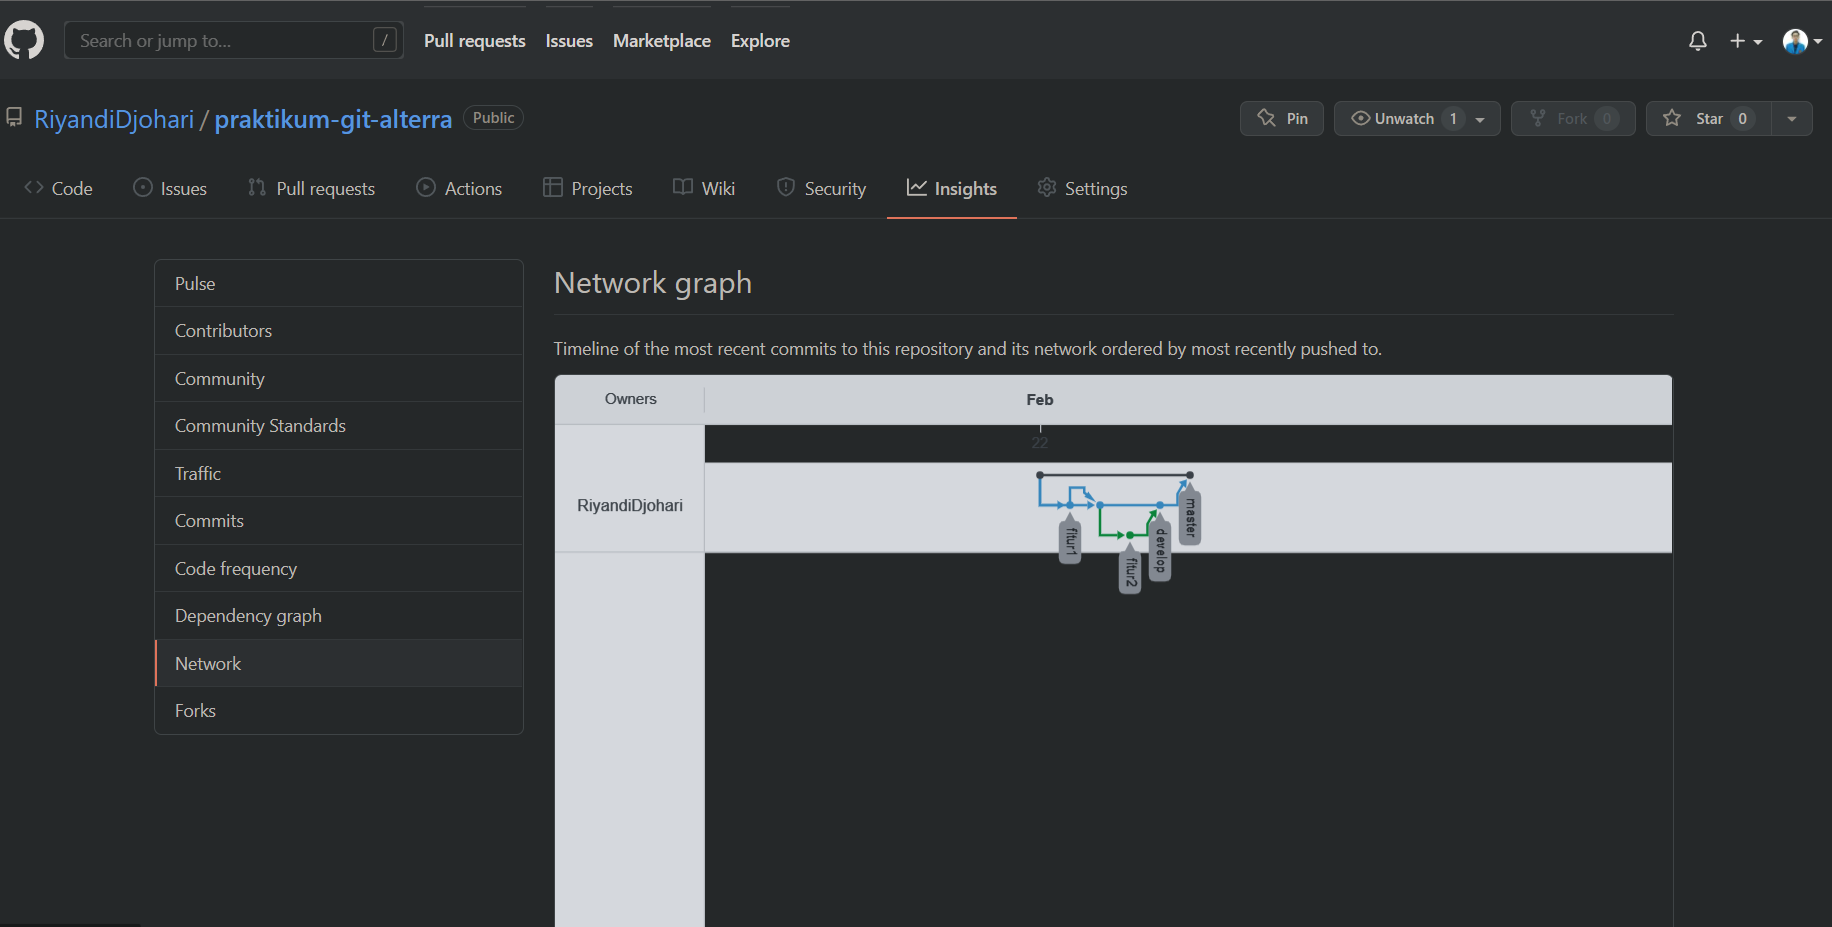 Search or jump to... / Pull requests Issues Marketplace Explore
RiyandiDjohari / praktikum-git-alterra Public Pin Unwatch 1 Fork 0 Star 0
Code Issues Pull requests Actions Projects Wiki Security Insights Settings
Pulse
Contributors
Community
Community Standards
Traffic
Commits
Code frequency
Dependency graph
Network
Forks
Network graph
Timeline of the most recent commits to this repository and its network ordered by most recently pushed to.
Owners Feb
22
RiyandiDjohari
fitur1
fitur2
develop
master